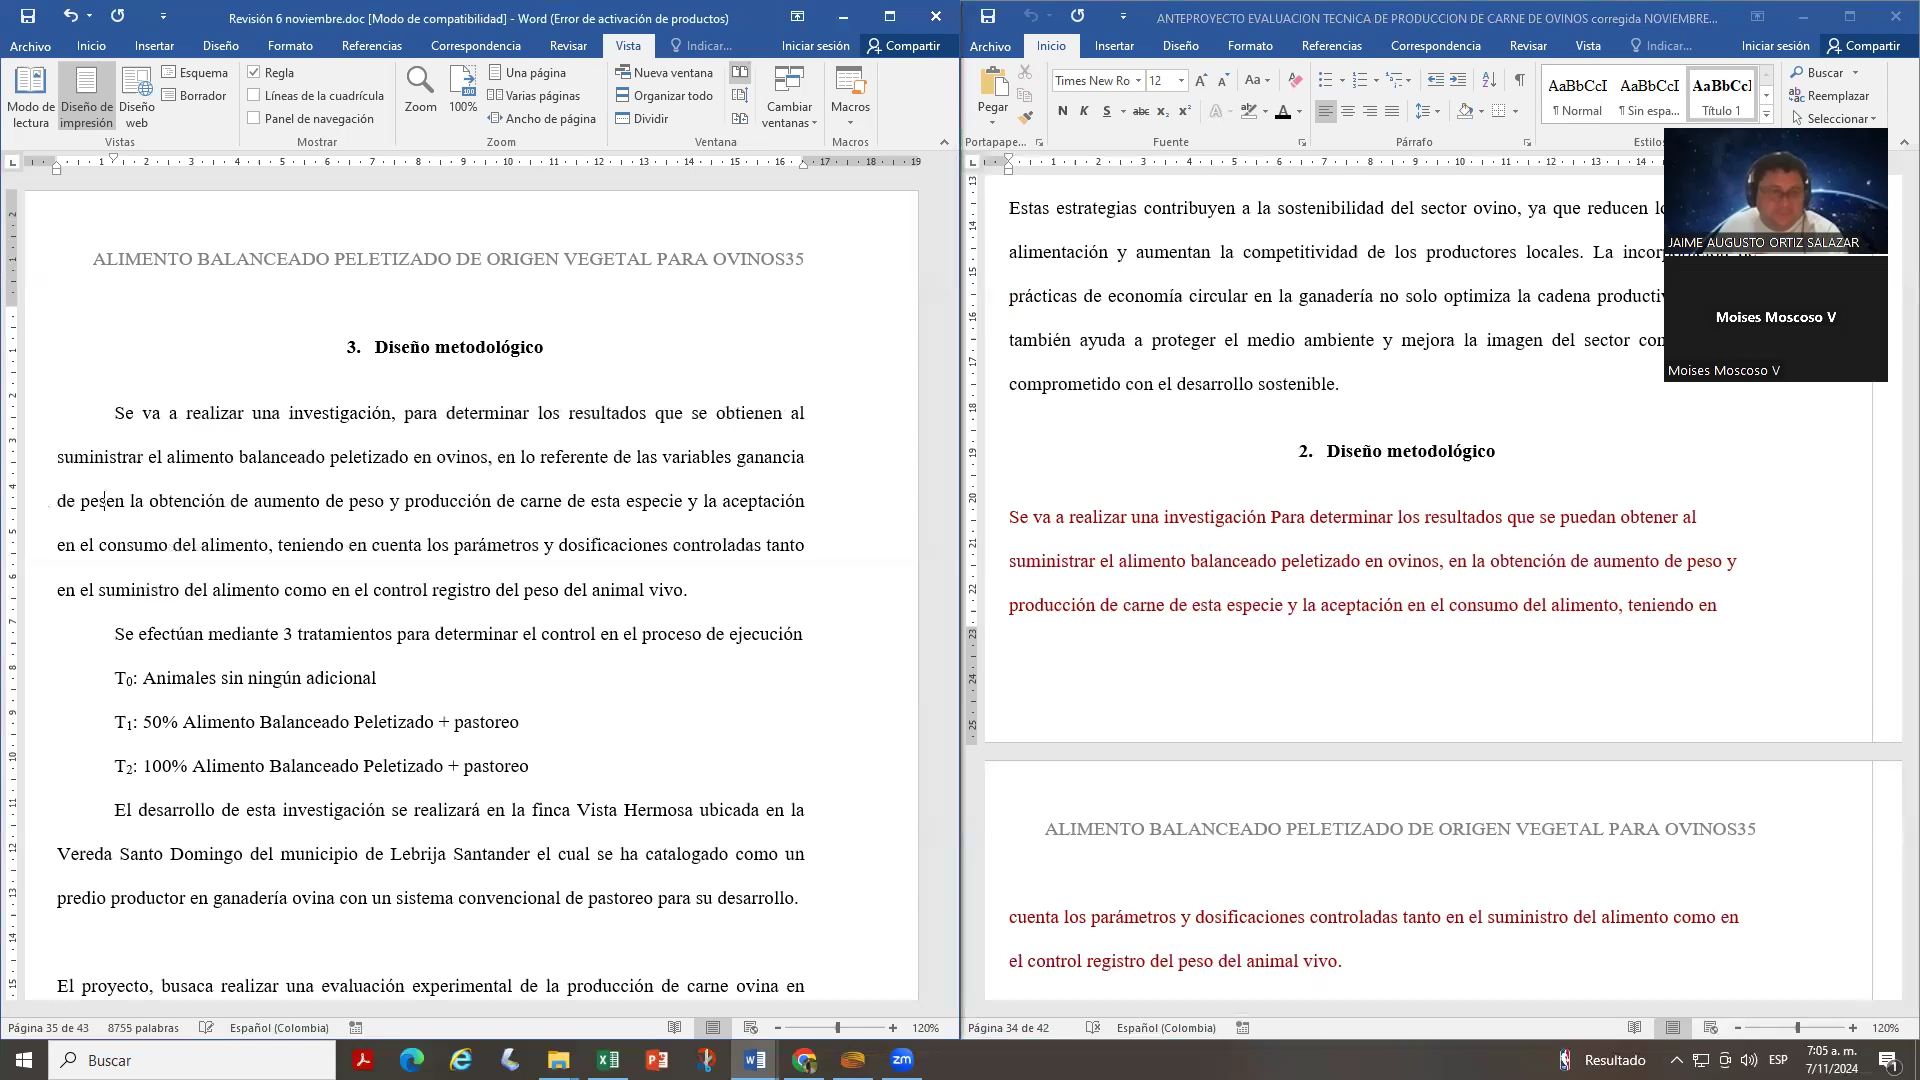 Revisión 6 noviembre.doc [Modo de compatibilidad] - Word (Error de activación de productos)
Archivo Inicio Insertar Diseño Formato Referencias Correspondencia Revisar Vista Indicar... Iniciar sesión Compartir
Modo de lectura
Diseño de impresión
Diseño web
Esquema
Borrador
Vistas
Regla
Líneas de la cuadrícula
Panel de navegación
Mostrar
Zoom
100%
Una página
Varias páginas
Ancho de página
Zoom
Nueva ventana
Organizar todo
Dividir
Cambiar ventanas
Ventana
Macros
Macros
ALIMENTO BALANCEADO PELETIZADO DE ORIGEN VEGETAL PARA OVINOS35
3. Diseño metodológico
Se va a realizar una investigación, para determinar los resultados que se obtienen al
suministrar el alimento balanceado peletizado en ovinos, en lo referente de las variables ganancia
de pesen la obtención de aumento de peso y producción de carne de esta especie y la aceptación
en el consumo del alimento, teniendo en cuenta los parámetros y dosificaciones controladas tanto
en el suministro del alimento como en el control registro del peso del animal vivo.
Se efectúan mediante 3 tratamientos para determinar el control en el proceso de ejecución
T0: Animales sin ningún adicional
T1: 50% Alimento Balanceado Peletizado + pastoreo
T2: 100% Alimento Balanceado Peletizado + pastoreo
El desarrollo de esta investigación se realizará en la finca Vista Hermosa ubicada en la
Vereda Santo Domingo del municipio de Lebrija Santander el cual se ha catalogado como un
predio productor en ganadería ovina con un sistema convencional de pastoreo para su desarrollo.
El proyecto, busaca realizar una evaluación experimental de la producción de carne ovina en
Página 35 de 43 8755 palabras Español (Colombia) 120%
ANTEPROYECTO EVALUACION TECNICA DE PRODUCCION DE CARNE DE OVINOS corregida NOVIEMBRE...
Archivo Inicio Insertar Diseño Formato Referencias Correspondencia Revisar Vista Indicar... Iniciar sesión Compartir
Pegar
Portapape...
Times New Ro 12
N K S abc x₂ x²
Fuente
Párrafo
AaBbCcI AaBbCcI AaBbCcI
¶ Normal ¶ Sin espa... Título 1
Estilos
Buscar
Reemplazar
Seleccionar
JAIME AUGUSTO ORTIZ SALAZAR
Moises Moscoso V
Moises Moscoso V
Estas estrategias contribuyen a la sostenibilidad del sector ovino, ya que reducen
alimentación y aumentan la competitividad de los productores locales. La
prácticas de economía circular en la ganadería no solo optimiza la cadena
también ayuda a proteger el medio ambiente y mejora la imagen del sector
comprometido con el desarrollo sostenible.
2. Diseño metodológico
Se va a realizar una investigación Para determinar los resultados que se puedan obtener al
suministrar el alimento balanceado peletizado en ovinos, en la obtención de aumento de peso y
producción de carne de esta especie y la aceptación en el consumo del alimento, teniendo en
ALIMENTO BALANCEADO PELETIZADO DE ORIGEN VEGETAL PARA OVINOS35
cuenta los parámetros y dosificaciones controladas tanto en el suministro del alimento como en
el control registro del peso del animal vivo.
Página 34 de 42 Español (Colombia) 120%
Buscar
Resultado
ESP
7:05 a. m.
7/11/2024